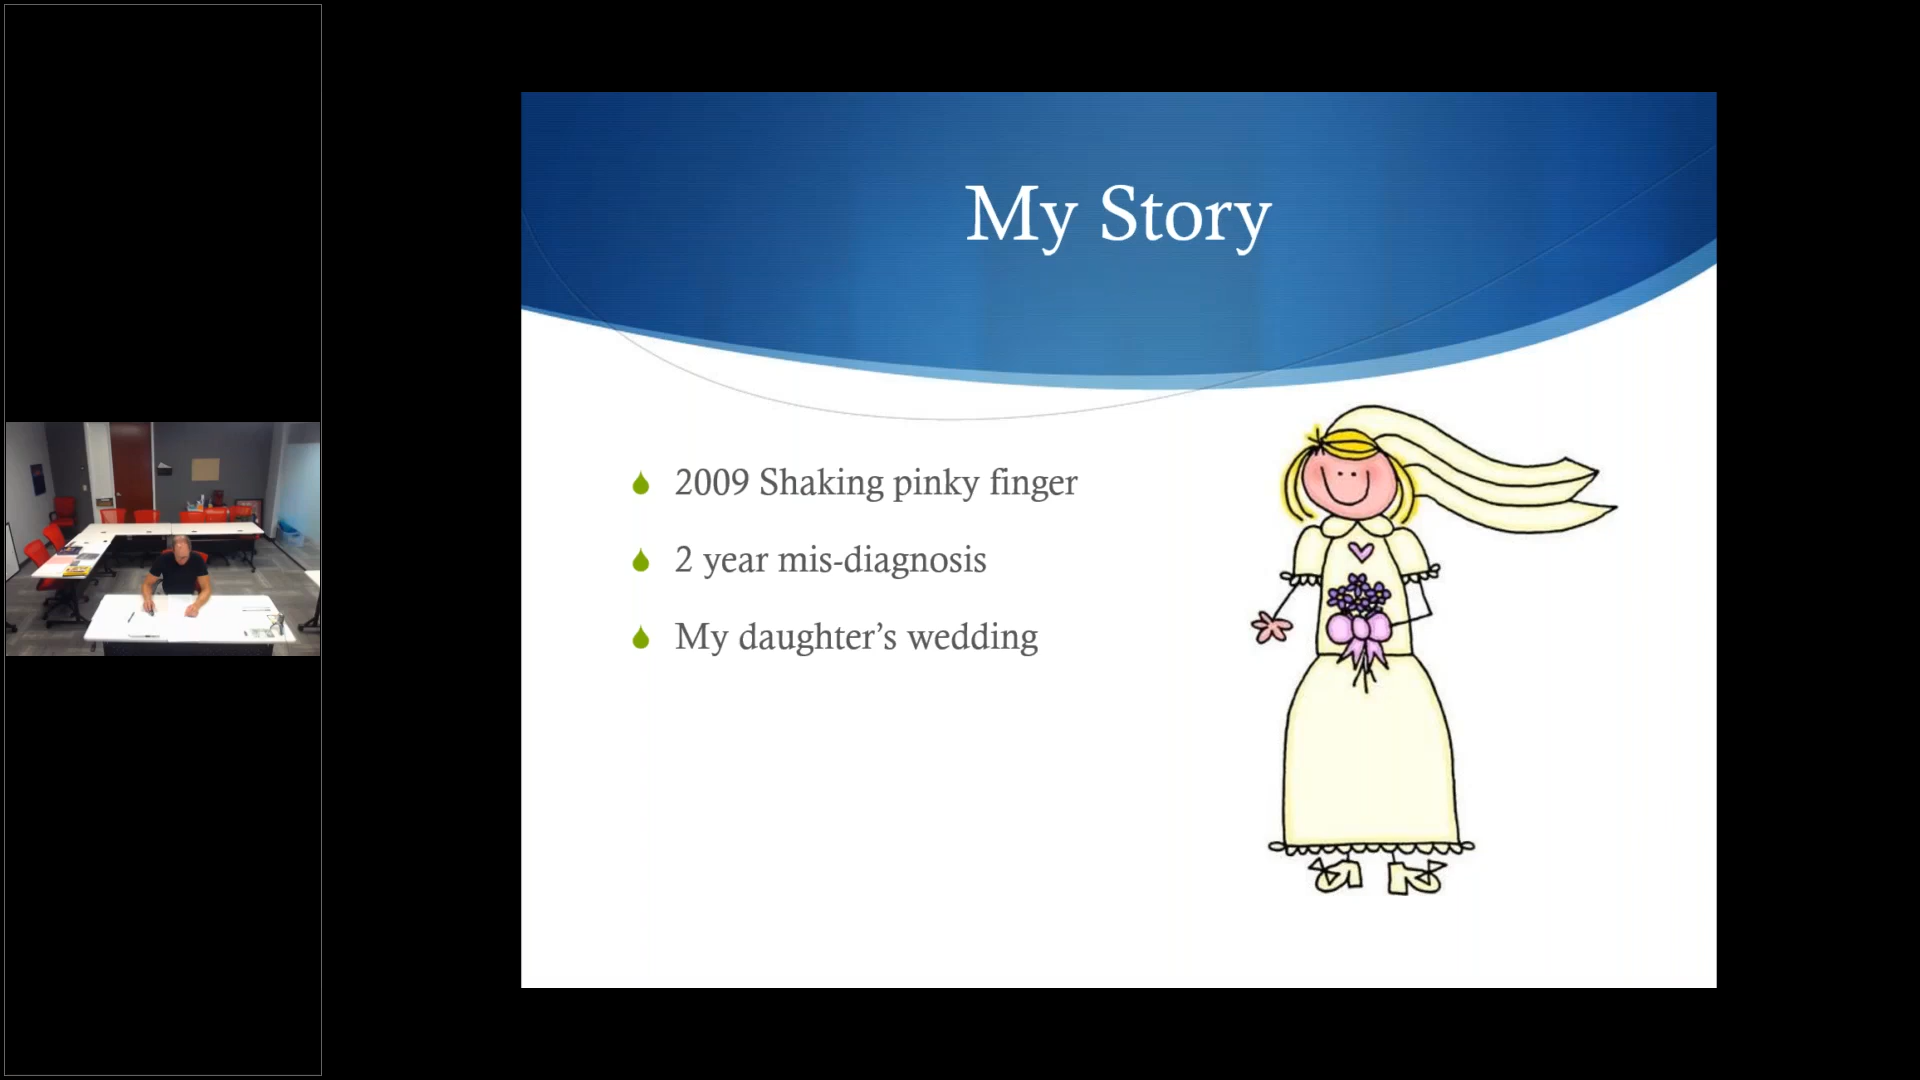 My Story
2009 Shaking pinky finger
2 year mis-diagnosis
My daughter’s wedding